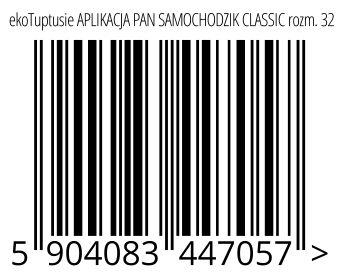 ekoTuptusie APLIKACJA PAN SAMOCHODZIK CLASSIC rozm. 32
5 904083 447057 >